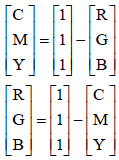 [C] [1] [R]
[M] = [1] - [G]
[Y] [1] [B]
[R] [1] [C]
[G] = [1] - [M]
[B] [1] [Y]